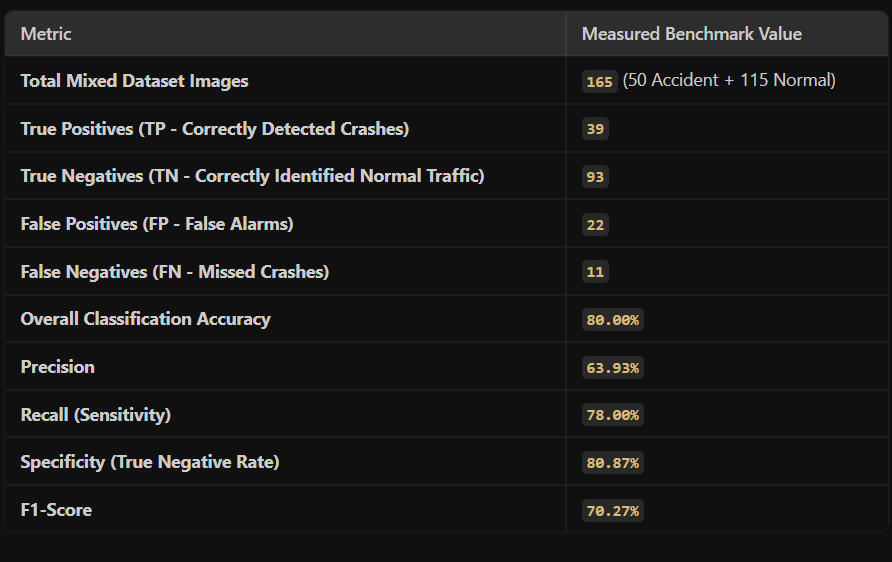 Metric Measured Benchmark Value
Total Mixed Dataset Images 165 (50 Accident + 115 Normal)
True Positives (TP - Correctly Detected Crashes) 39
True Negatives (TN - Correctly Identified Normal Traffic) 93
False Positives (FP - False Alarms) 22
False Negatives (FN - Missed Crashes) 11
Overall Classification Accuracy 80.00%
Precision 63.93%
Recall (Sensitivity) 78.00%
Specificity (True Negative Rate) 80.87%
F1-Score 70.27%